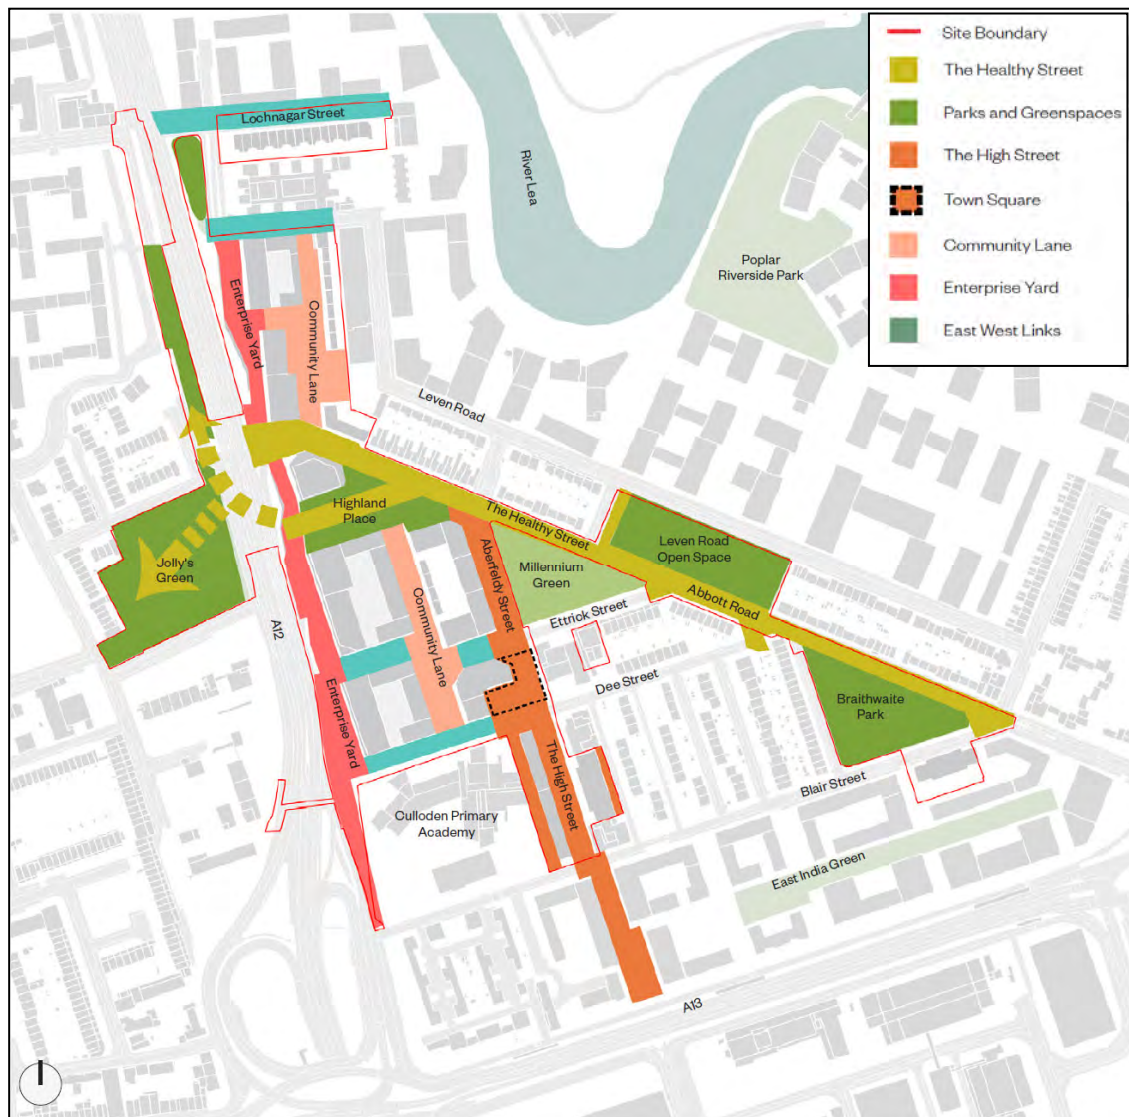 Site Boundary
The Healthy Street
Parks and Greenspaces
The High Street
Town Square
Community Lane
Enterprise Yard
East West Links
Lochnagar Street
River Lea
Poplar
Riverside Park
Enterprise Yard
Community Lane
Leven Road
Highland
Place
The Healthy Street
Leven Road
Open Space
Jolly's
Green
Aberfeldy Street
Millennium
Green
Abbott Road
Ettrick Street
A12
Community Lane
Dee Street
Enterprise Yard
Braithwaite
Park
The High Street
Blair Street
Culloden Primary
Academy
East India Green
A13